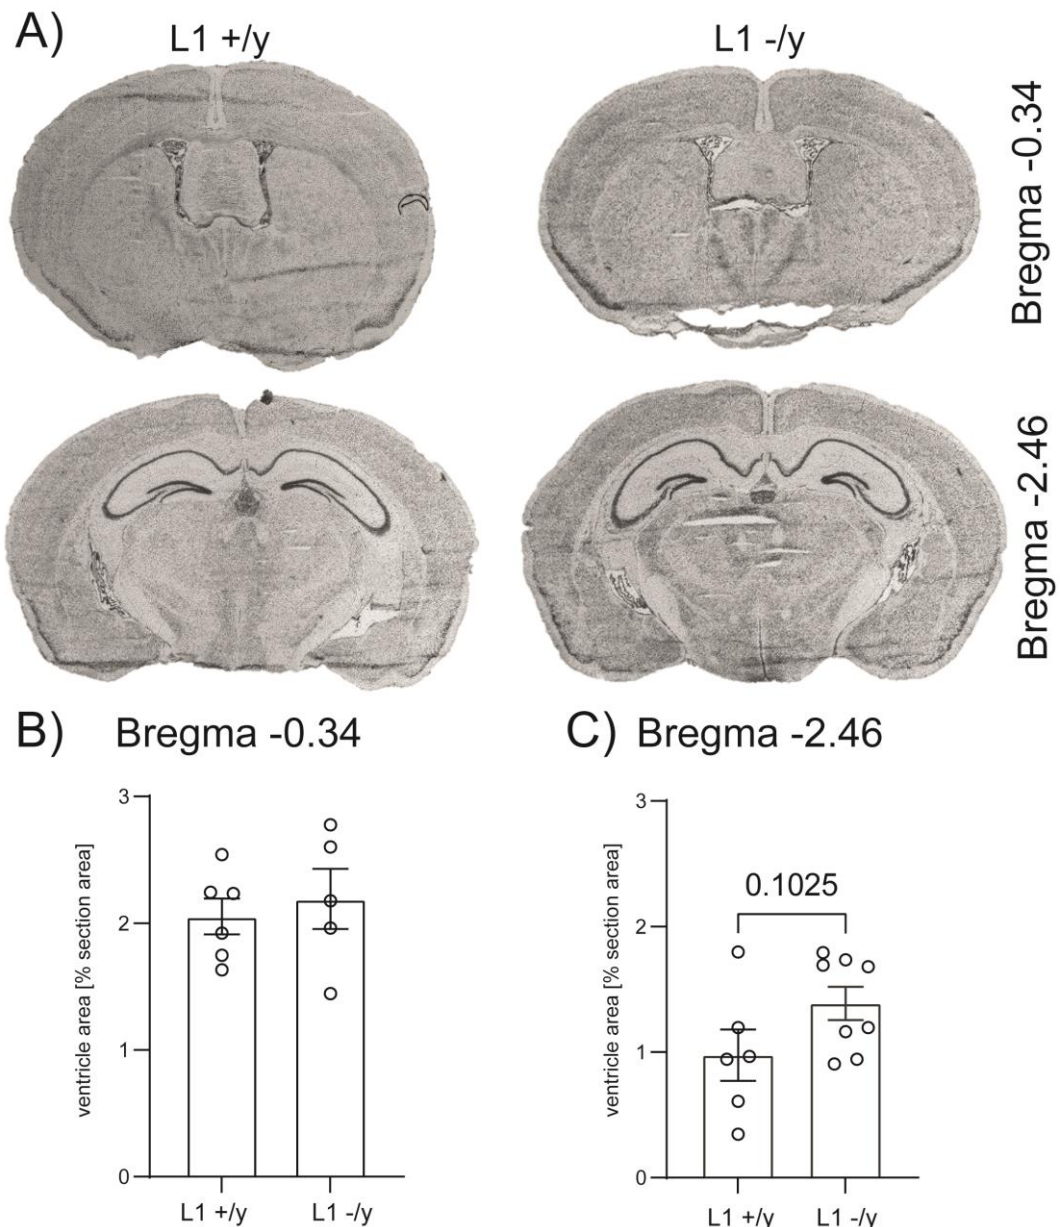 A)
L1 +/y
L1 -/y
Bregma -0.34
Bregma -2.46
B) Bregma -0.34
ventricle area [% section area]
3
2
1
0
L1 +/y
L1 -/y
C) Bregma -2.46
ventricle area [% section area]
3
2
1
0
0.1025
L1 +/y
L1 -/y